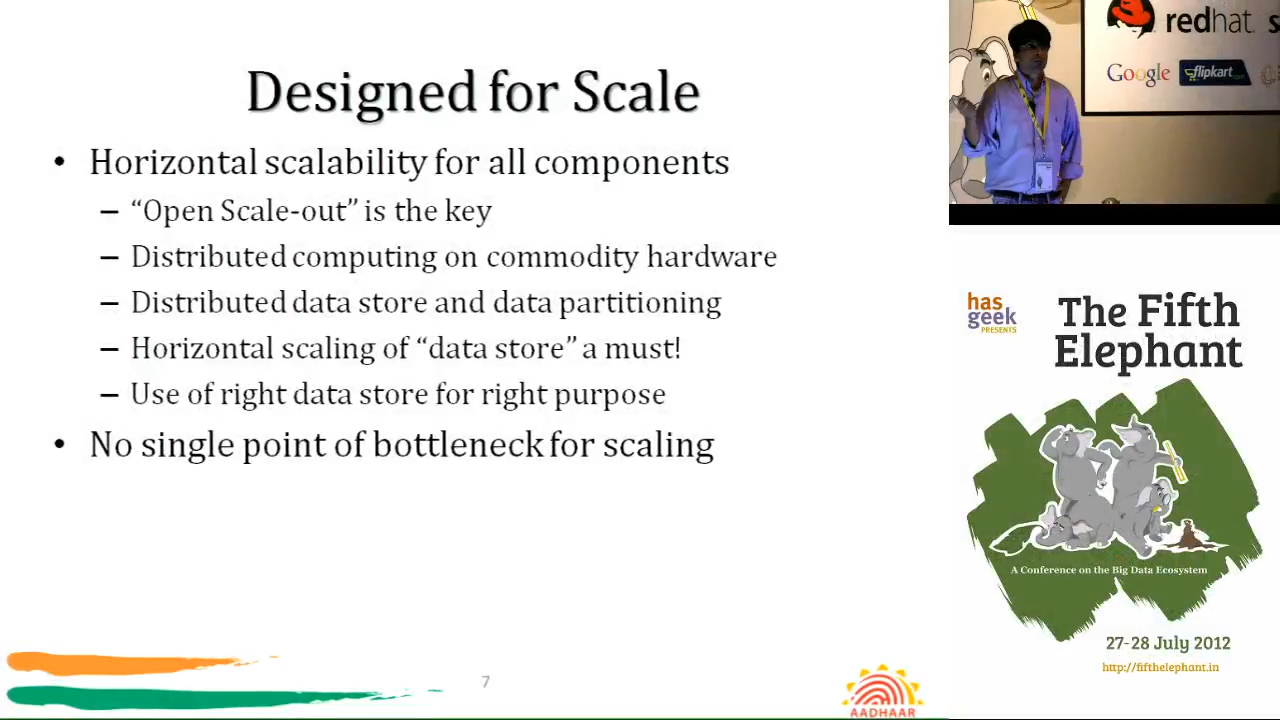 Designed for Scale
• Horizontal scalability for all components
– “Open Scale-out” is the key
– Distributed computing on commodity hardware
– Distributed data store and data partitioning
– Horizontal scaling of “data store” a must!
– Use of right data store for right purpose
• No single point of bottleneck for scaling
7
AADHAAR
redhat.
Google
flipkart.com
has
geek
PRESENTS
The Fifth
Elephant
A Conference on the Big Data Ecosystem
27-28 July 2012
http://fifthelephant.in